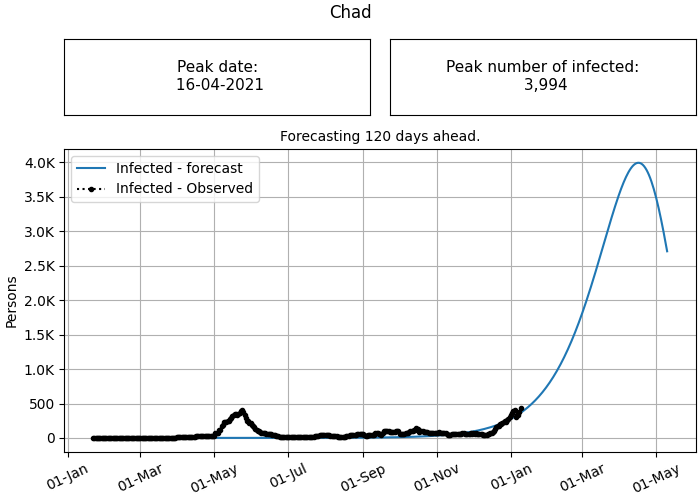 Chad
Peak date:
16-04-2021
Peak number of infected:
3,994
Forecasting 120 days ahead.
Infected - forecast
Infected - Observed
Persons
4.0K
3.5K
3.0K
2.5K
2.0K
1.5K
1.0K
500
0
01-Jan
01-Mar
01-May
01-Jul
01-Sep
01-Nov
01-Jan
01-Mar
01-May